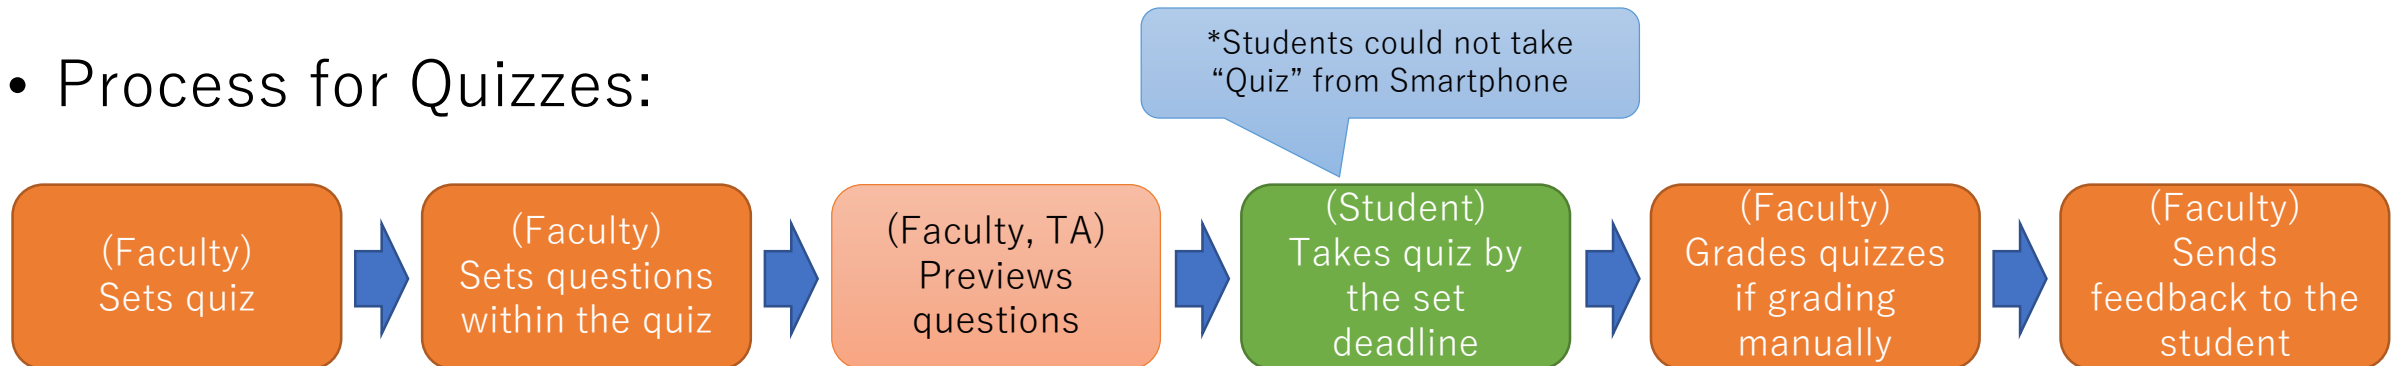 *Students could not take
“Quiz” from Smartphone
• Process for Quizzes:
(Faculty)
Sets quiz
(Faculty)
Sets questions
within the quiz
(Faculty, TA)
Previews
questions
(Student)
Takes quiz by
the set
deadline
(Faculty)
Grades quizzes
if grading
manually
(Faculty)
Sends
feedback to the
student